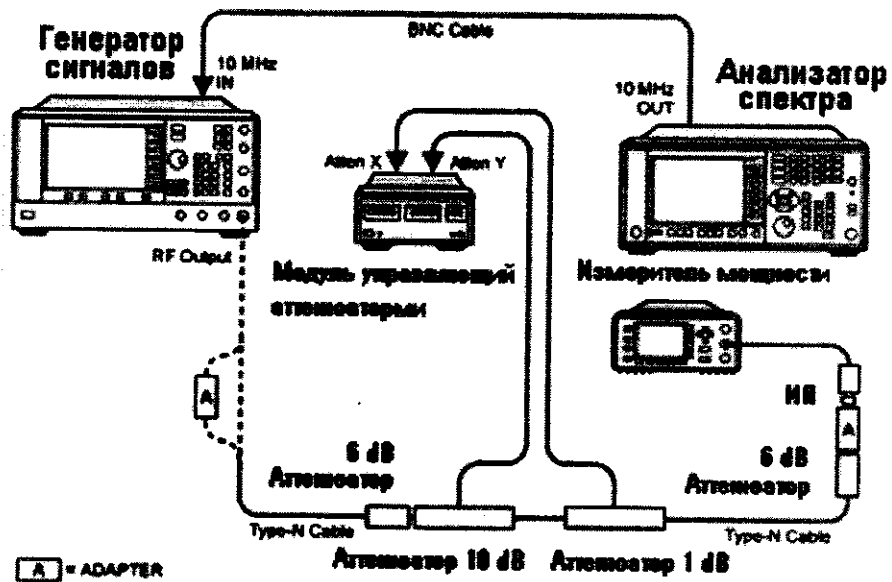 BNC Cable
Генератор
сигналов
10 MHz
IN
10 MHz
OUT
Анализатор
спектра
Atten X
Atten Y
RF Output
Модуль управляющий
аттенюаторми
Измеритель мощности
A
ИП
A
6 dB
Аттенюатор
6 dB
Аттенюатор
Type-N Cable
Type-N Cable
Аттенюатор 10 dB
Аттенюатор 1 dB
A = ADAPTER